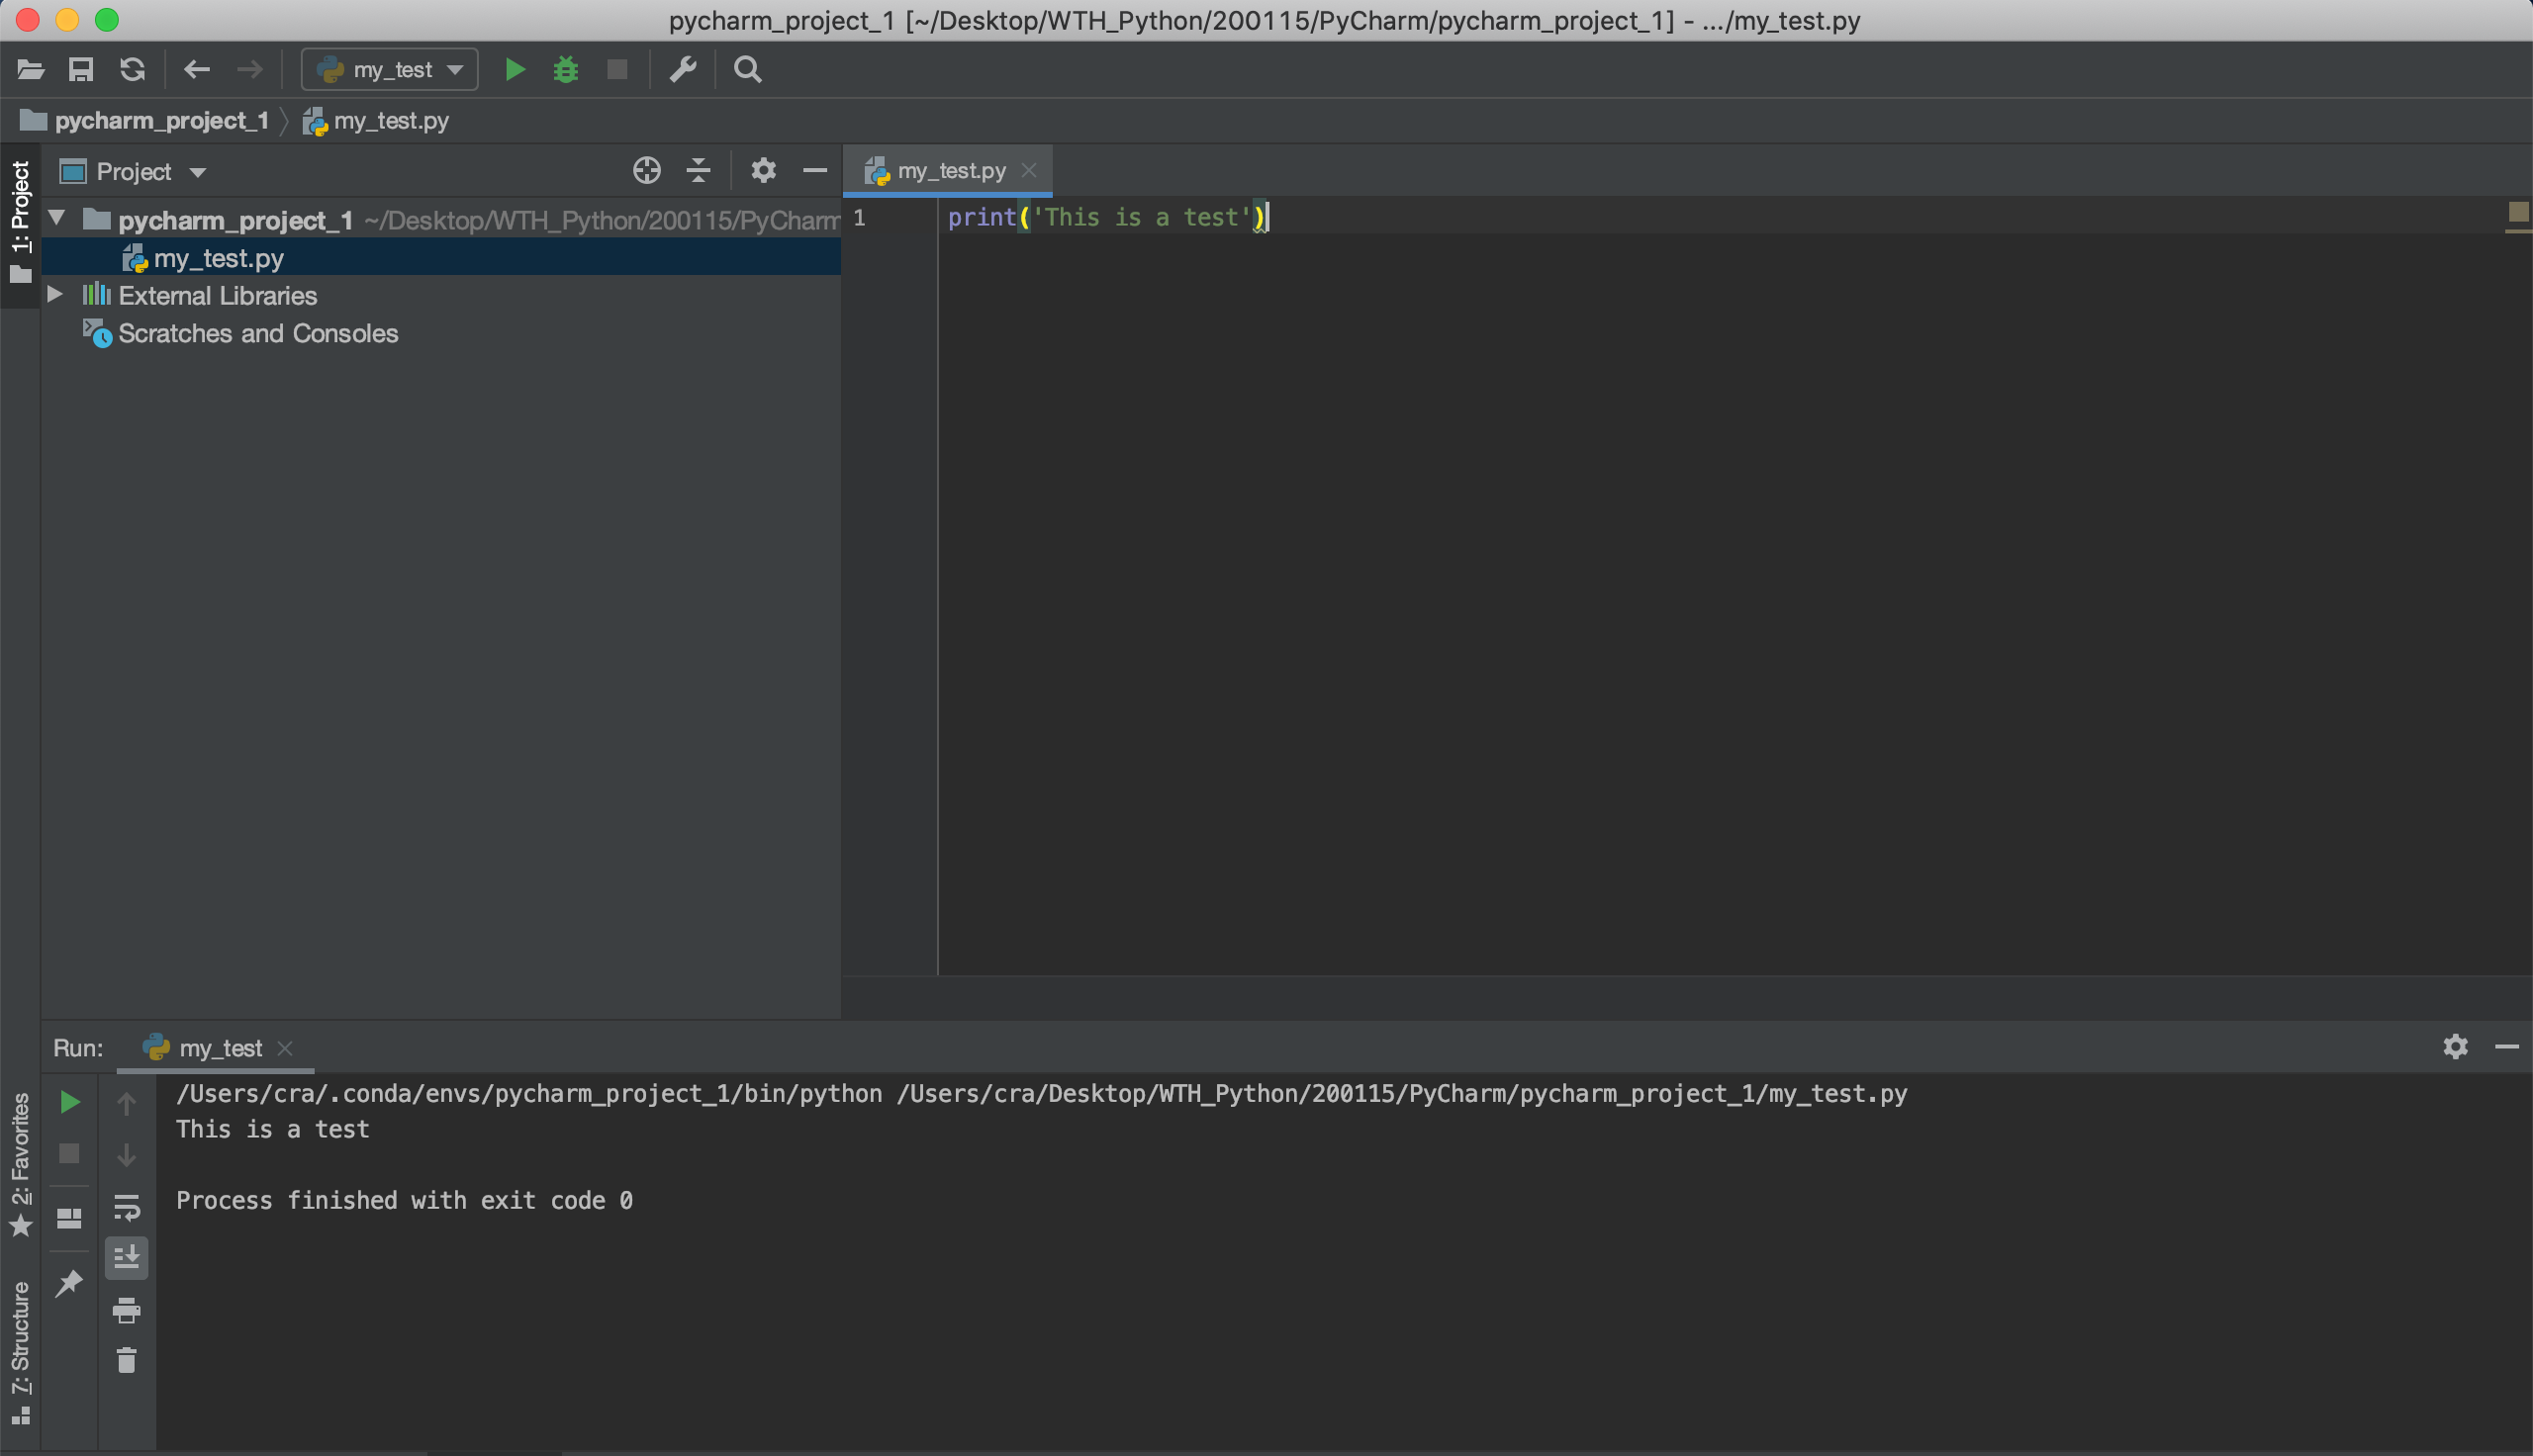 pycharm_project_1 [~/Desktop/WTH_Python/200115/PyCharm/pycharm_project_1] - .../my_test.py
my_test
pycharm_project_1
my_test.py
1: Project
Project
pycharm_project_1 ~/Desktop/WTH_Python/200115/PyCharm
my_test.py
External Libraries
Scratches and Consoles
my_test.py
1
print('This is a test')
Run:
my_test
/Users/cra/.conda/envs/pycharm_project_1/bin/python /Users/cra/Desktop/WTH_Python/200115/PyCharm/pycharm_project_1/my_test.py
This is a test
Process finished with exit code 0
2: Favorites
7: Structure